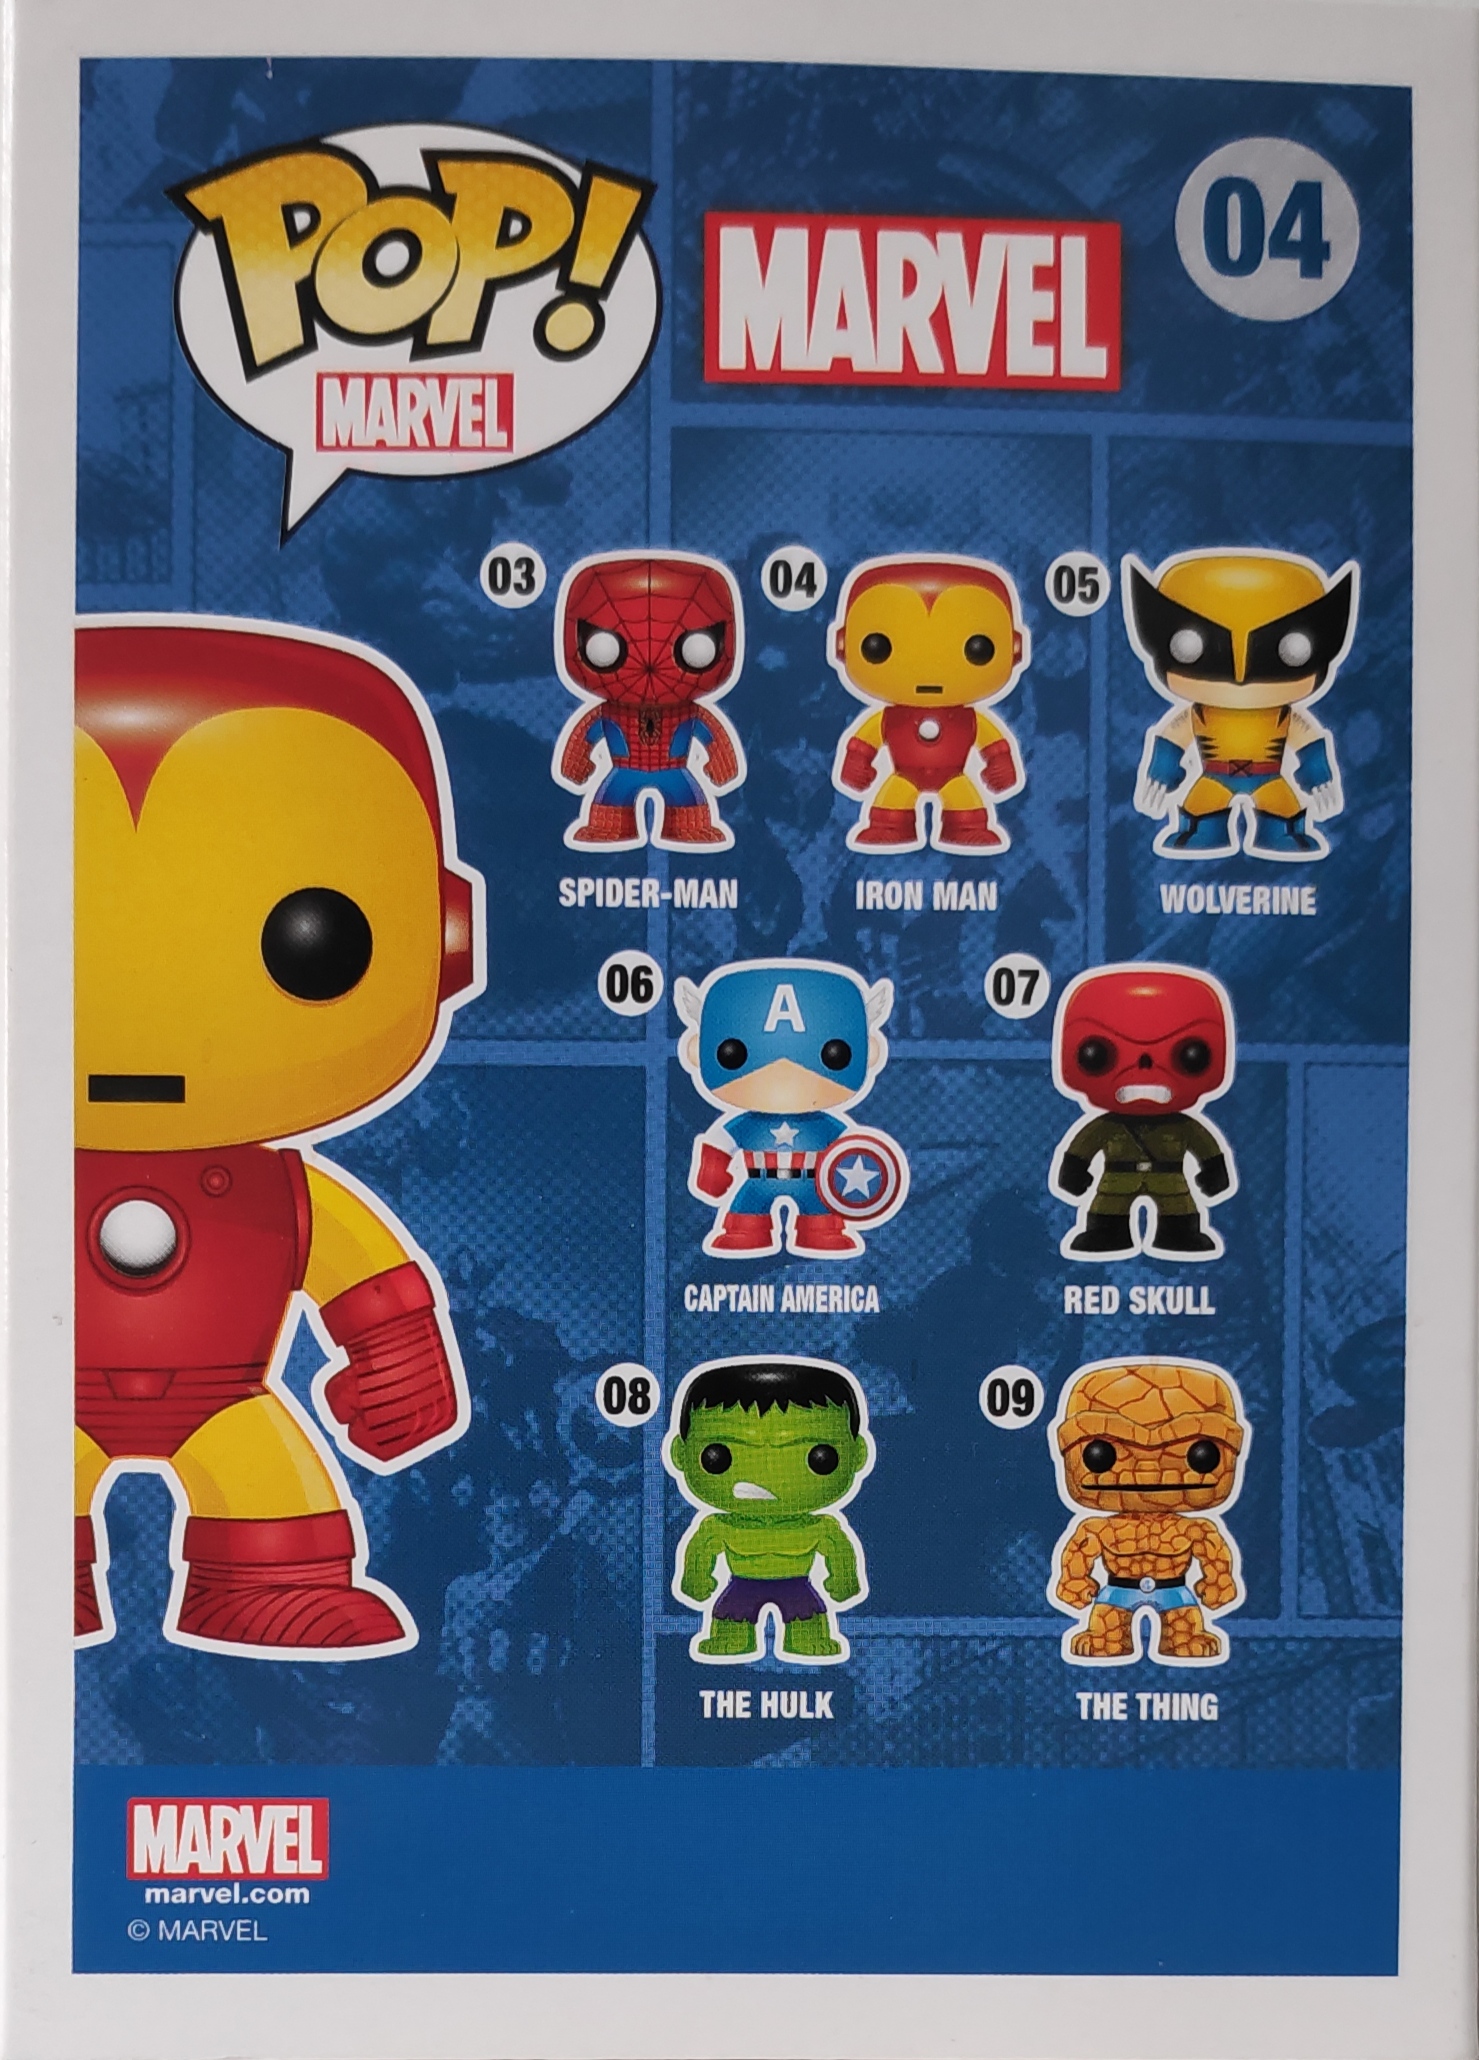 POP!
MARVEL
MARVEL
04
03
04
05
SPIDER-MAN
IRON MAN
WOLVERINE
06
A
07
CAPTAIN AMERICA
RED SKULL
08
09
THE HULK
THE THING
MARVEL
marvel.com
© MARVEL